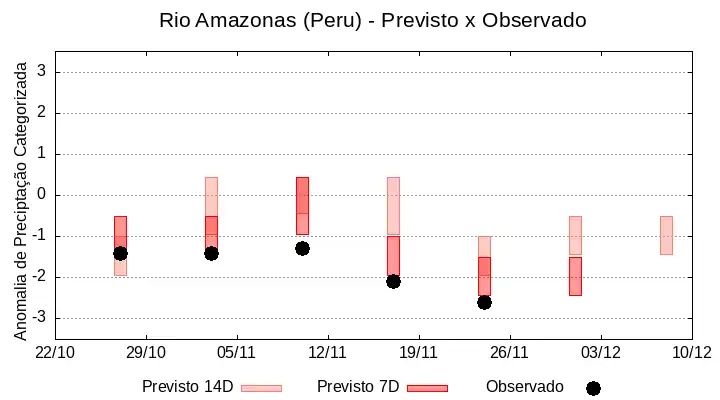 Rio Amazonas (Peru) - Previsto x Observado
Anomalia de Preciptação Categorizada
3
2
1
0
-1
-2
-3
22/10 29/10 05/11 12/11 19/11 26/11 03/12 10/12
Previsto 14D Previsto 7D Observado